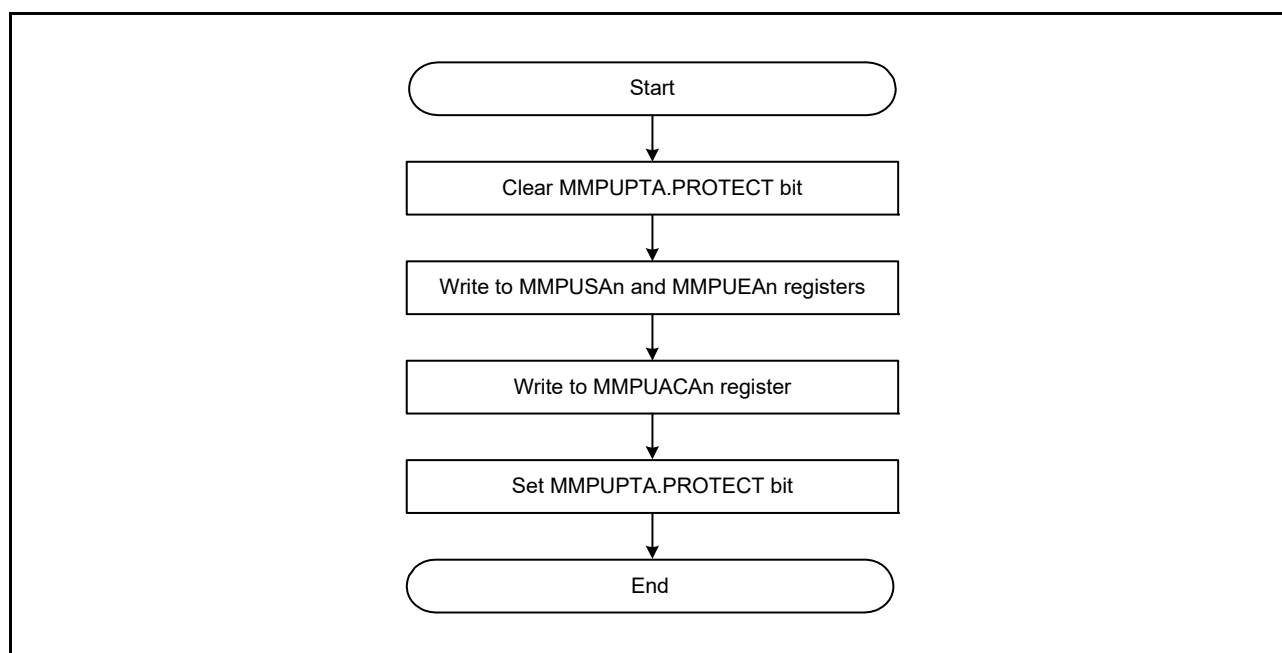 Start
Clear MMPUPTA.PROTECT bit
Write to MMPUSAn and MMPUEAn registers
Write to MMPUACAn register
Set MMPUPTA.PROTECT bit
End